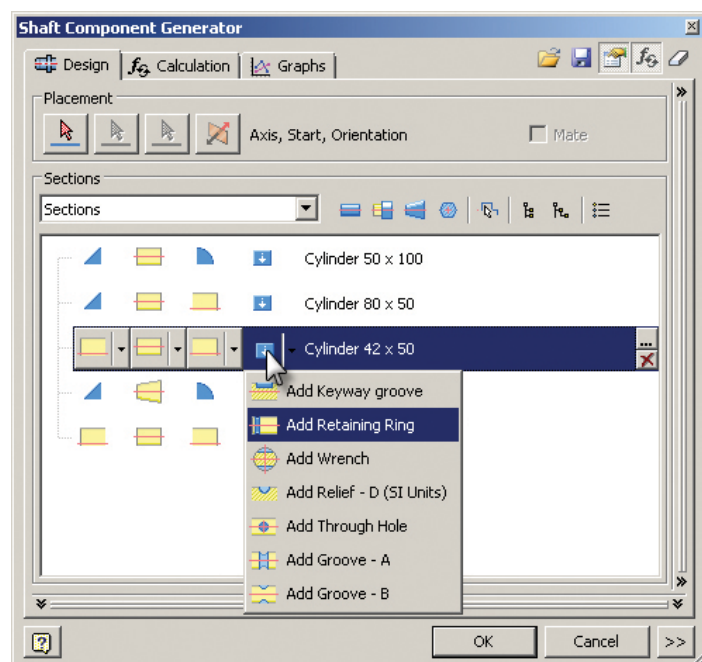 Shaft Component Generator
Design Calculation Graphs
Placement
Axis, Start, Orientation Mate
Sections
Sections
Cylinder 50 x 100
Cylinder 80 x 50
Cylinder 42 x 50
...
Add Keyway groove
Add Retaining Ring
Add Wrench
Add Relief - D (SI Units)
Add Through Hole
Add Groove - A
Add Groove - B
OK Cancel >>